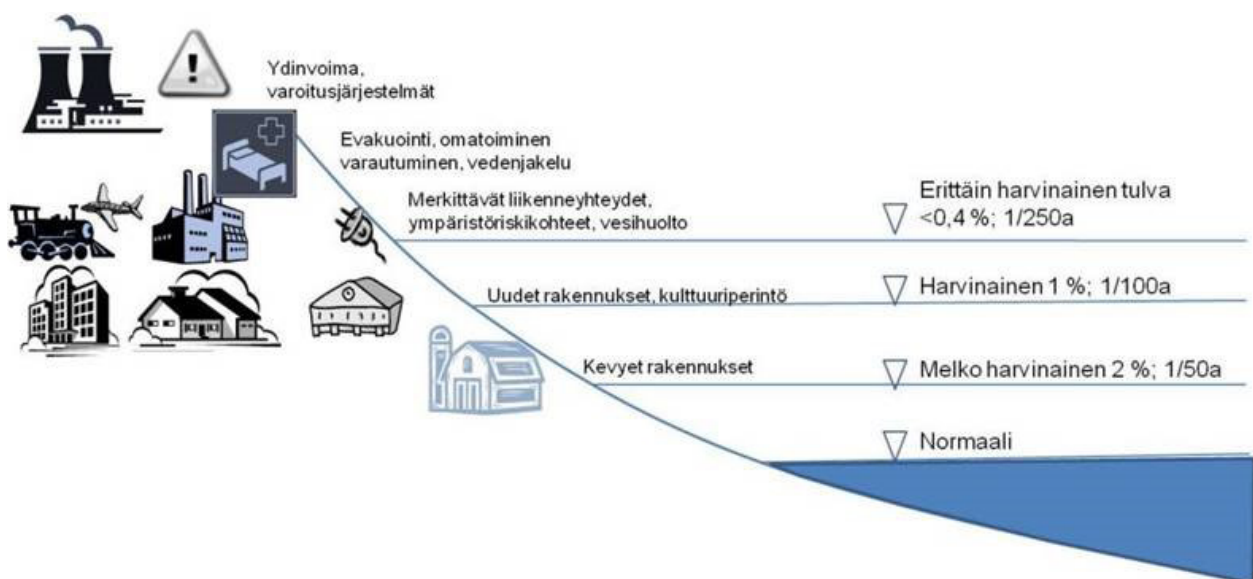 Ydinvoima,
varoitusjärjestelmät
Evakuointi, omatoiminen
varautuminen, vedenjakelu
Merkittävät liikenneyhteydet,
ympäristöriskikohteet, vesihuolto
Erittäin harvinainen tulva
<0,4 %; 1/250a
Uudet rakennukset, kulttuuriperintö
Harvinainen 1 %; 1/100a
Kevyet rakennukset
Melko harvinainen 2 %; 1/50a
Normaali